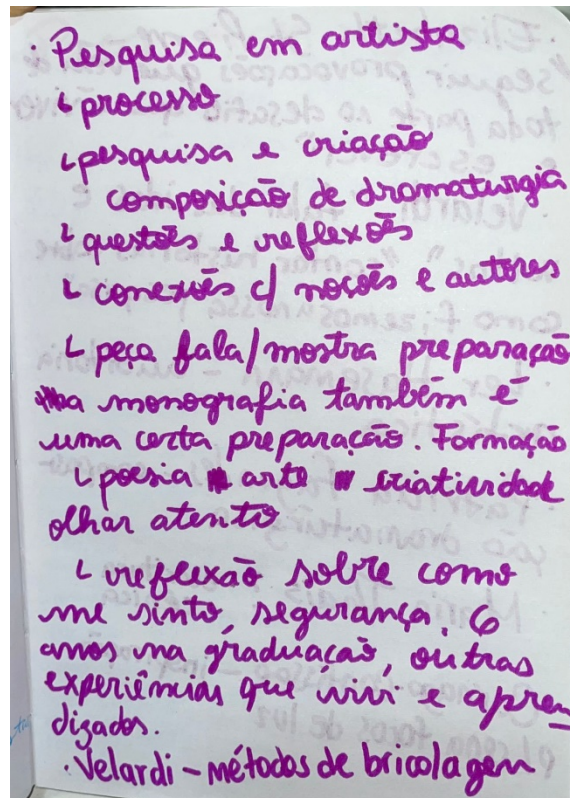 · Pesquisa em artista
↳ processo
↳ pesquisa e criação
composição de dramaturgia
↳ questões e reflexões
↳ conexões c/ noções e autores
↳ peça fala/mostra preparação
a monografia também é
uma certa preparação. Formação
↳ poesia arte criatividade
olhar atento
↳ reflexão sobre como
me sinto, segurança, 6
anos na graduação, outras
experiências que vivi e apren
dizados.
· Velardi – métodos de bricolagem